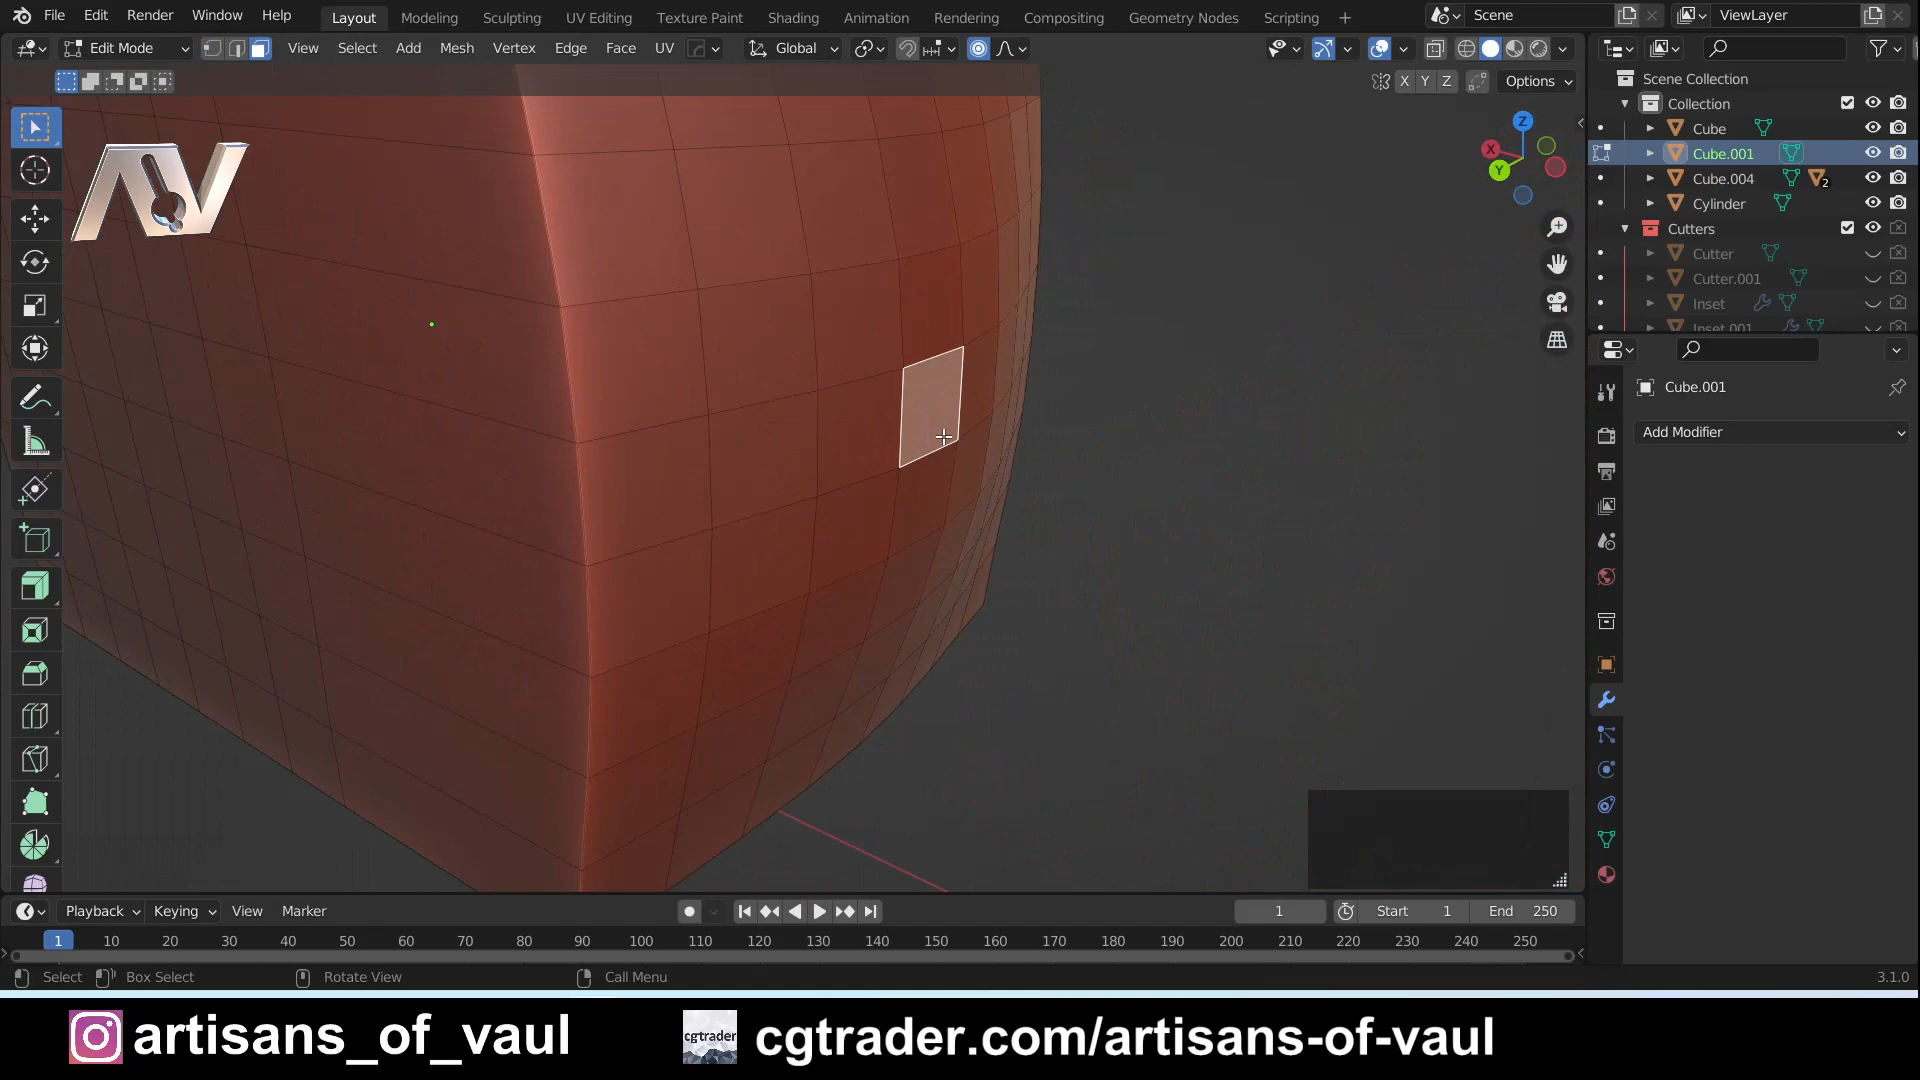 File Edit Render Window Help Layout Modeling Sculpting UV Editing Texture Paint Shading Animation Rendering Compositing Geometry Nodes Scripting + Scene ViewLayer
Edit Mode View Select Add Mesh Vertex Edge Face UV Global
X Y Z Options
Scene Collection
Collection
Cube
Cube.001
Cube.004 2
Cylinder
Cutters
Cutter
Cutter.001
Inset
Inset.001
Z
X
Y
AV
Cube.001
Add Modifier
Playback Keying View Marker 1 Start 1 End 250
1 10 20 30 40 50 60 70 80 90 100 110 120 130 140 150 160 170 180 190 200 210 220 230 240 250
Select Box Select Rotate View Call Menu 3.1.0
artisans_of_vaul cgtrader cgtrader.com/artisans-of-vaul